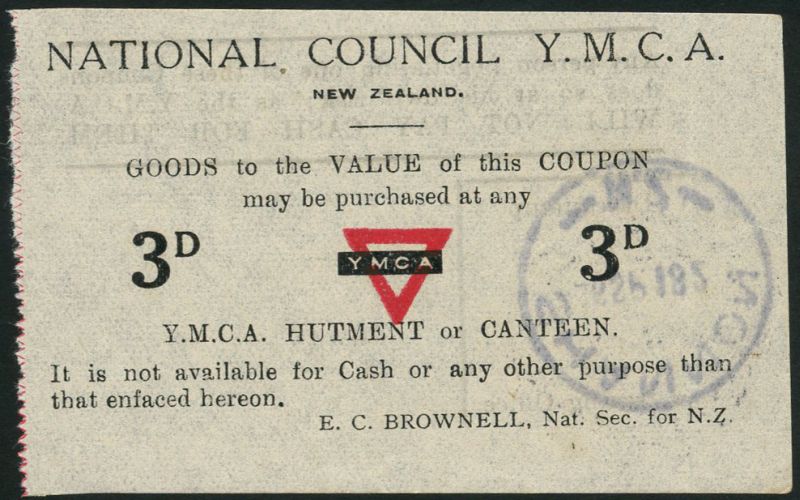 NATIONAL COUNCIL Y.M.C.A.
NEW ZEALAND.
GOODS to the VALUE of this COUPON
may be purchased at any
3D YMCA 3D
Y.M.C.A. HUTMENT or CANTEEN.
It is not available for Cash or any other purpose than
that enfaced hereon.
E. C. BROWNELL, Nat. Sec. for N.Z.